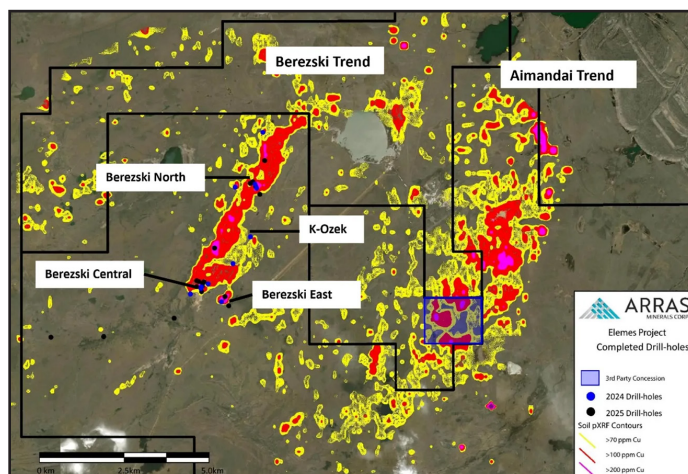 Berezski Trend
Aimandai Trend
Berezski North
K-Ozek
Berezski Central
Berezski East
ARRAS
MINERALS CORP
Elemes Project
Completed Drill-holes
3rd Party Concession
2024 Drill-holes
2025 Drill-holes
Soil pXRF Contours
>70 ppm Cu
>100 ppm Cu
>200 ppm Cu
0 km
2.5km
5.0km